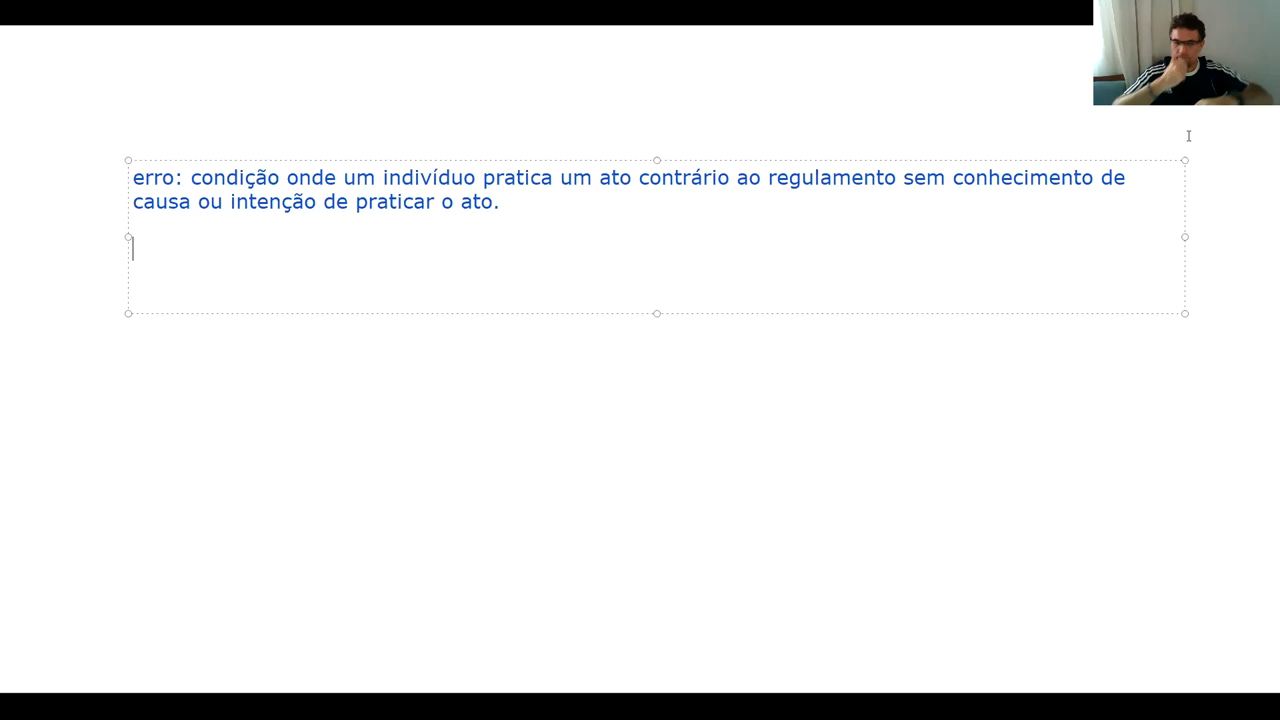 erro: condição onde um indivíduo pratica um ato contrário ao regulamento sem conhecimento de
causa ou intenção de praticar o ato.